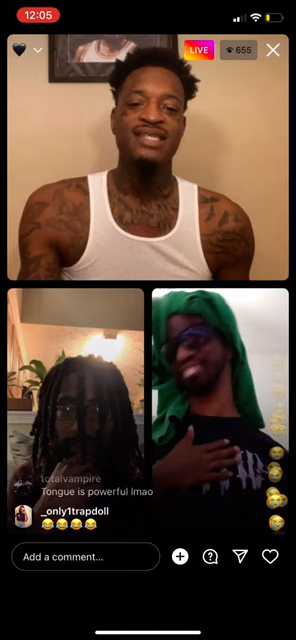 12:05
LIVE
655
totalvampire
Tongue is powerful lmao
_only1trapdoll
😂😂😂😂
Add a comment...